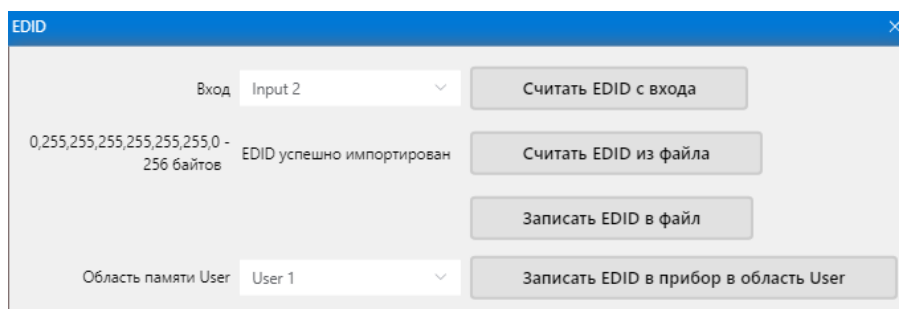 EDID
Вход Input 2 Считать EDID с входа
0,255,255,255,255,255,255,0 -
256 байтов EDID успешно импортирован Считать EDID из файла
Записать EDID в файл
Область памяти User User 1 Записать EDID в прибор в область User